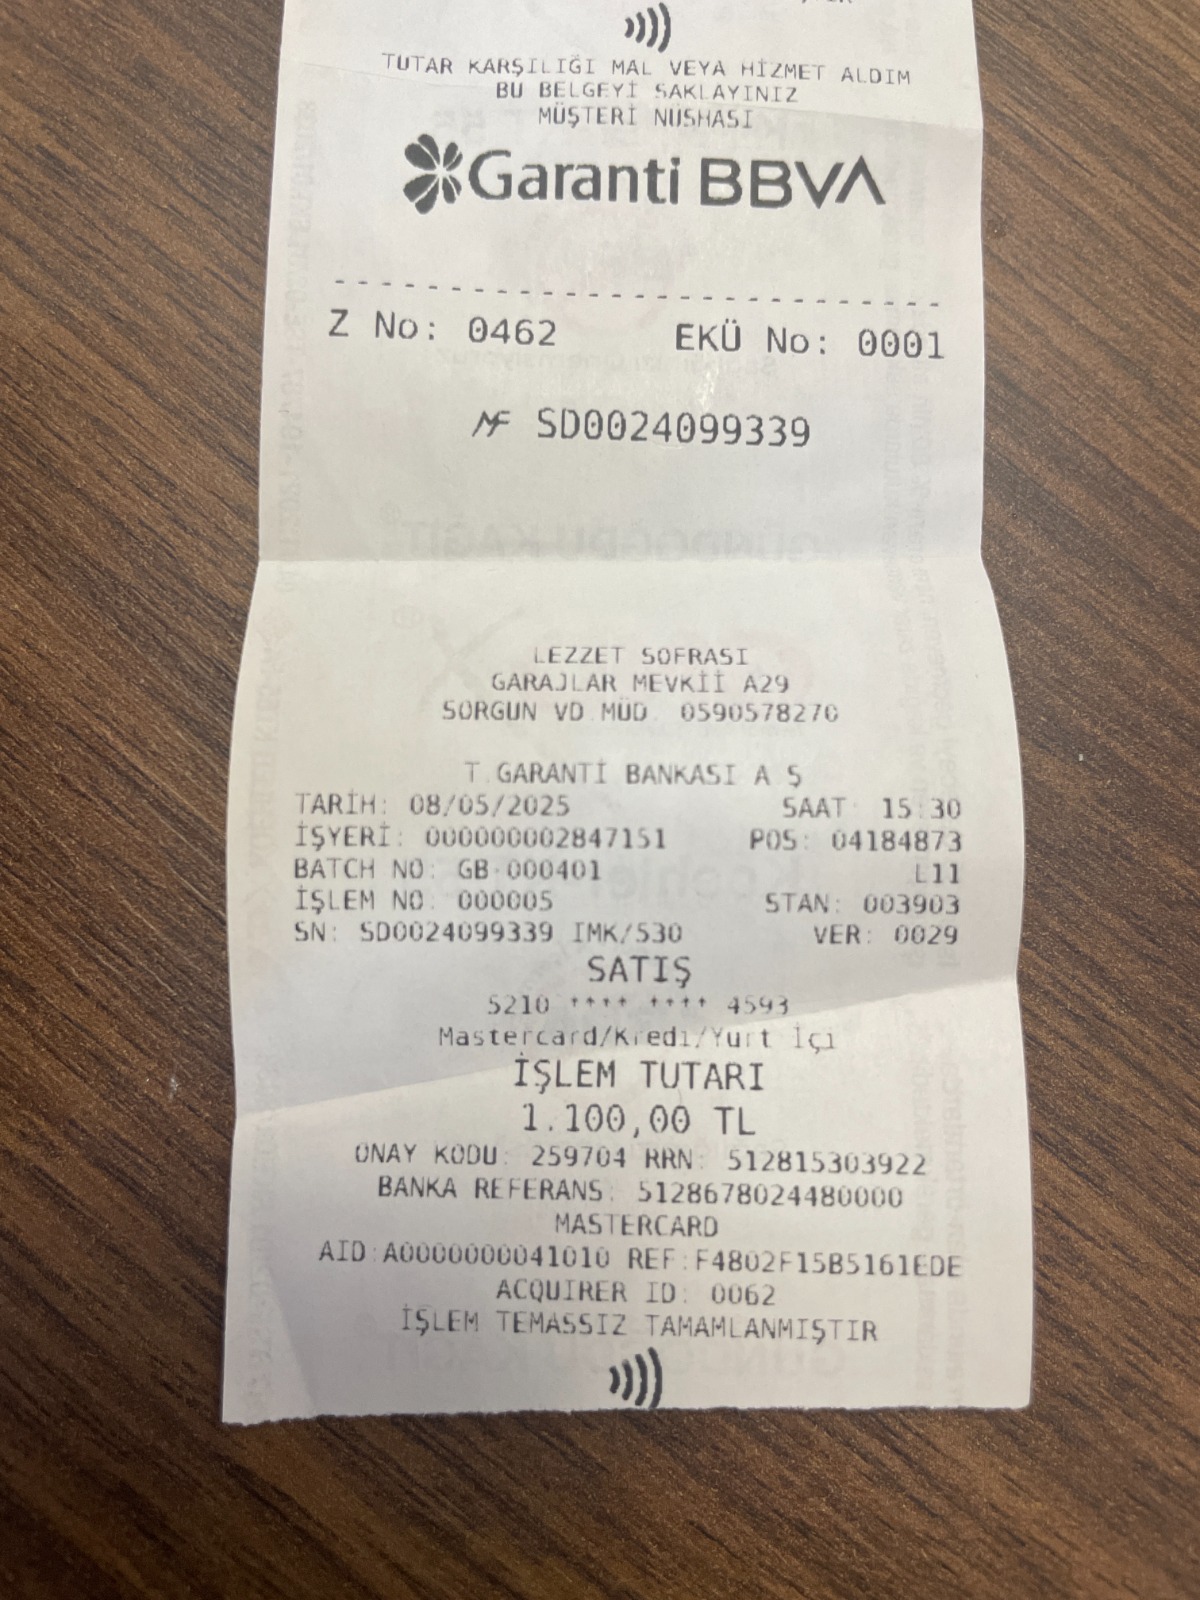 TUTAR KARŞILIĞI MAL VEYA HİZMET ALDIM
BU BELGEYİ SAKLAYINIZ
MÜŞTERİ NÜSHASI
Garanti BBVA
Z No: 0462 EKÜ No: 0001
MF SD0024099339
LEZZET SOFRASI
GARAJLAR MEVKİİ A29
SORGUN VD MÜD. 0590578270
T.GARANTİ BANKASI A Ş
TARİH: 08/05/2025 SAAT 15:30
İŞYERİ: 000000002847151 POS: 04184873
BATCH NO: GB-000401 L11
İŞLEM NO: 000005 STAN: 003903
SN: SD0024099339 IMK/530 VER: 0029
SATIŞ
5210 **** **** 4593
Mastercard/Kredi/Yurt İçi
İŞLEM TUTARI
1.100,00 TL
ONAY KODU: 259704 RRN: 512815303922
BANKA REFERANS: 5128678024480000
MASTERCARD
AID:A0000000041010 REF:F4802F15B5161EDE
ACQUIRER ID: 0062
İŞLEM TEMASSIZ TAMAMLANMIŞTIR